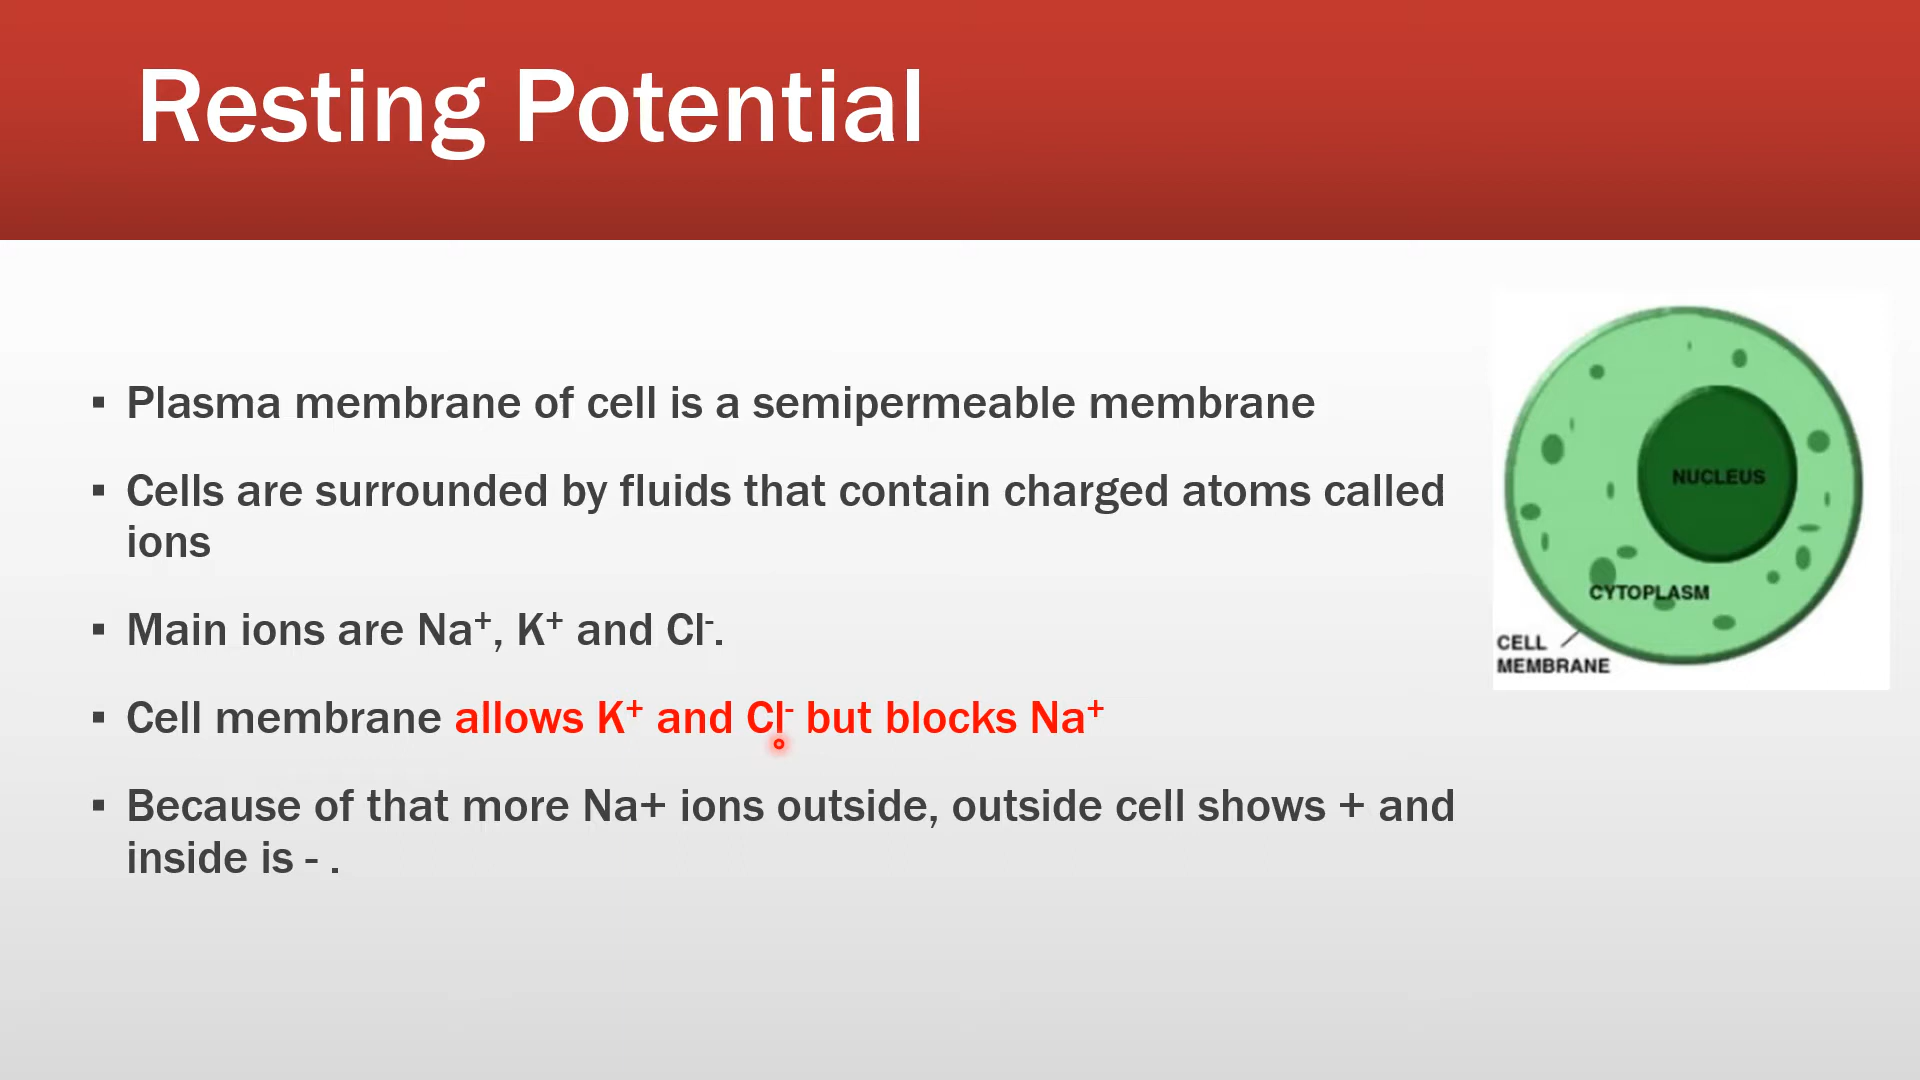 Resting Potential
▪ Plasma membrane of cell is a semipermeable membrane
▪ Cells are surrounded by fluids that contain charged atoms called
ions
▪ Main ions are Na⁺, K⁺ and Cl⁻.
▪ Cell membrane allows K⁺ and Cl⁻ but blocks Na⁺
▪ Because of that more Na+ ions outside, outside cell shows + and
inside is - .
NUCLEUS
CYTOPLASM
CELL
MEMBRANE